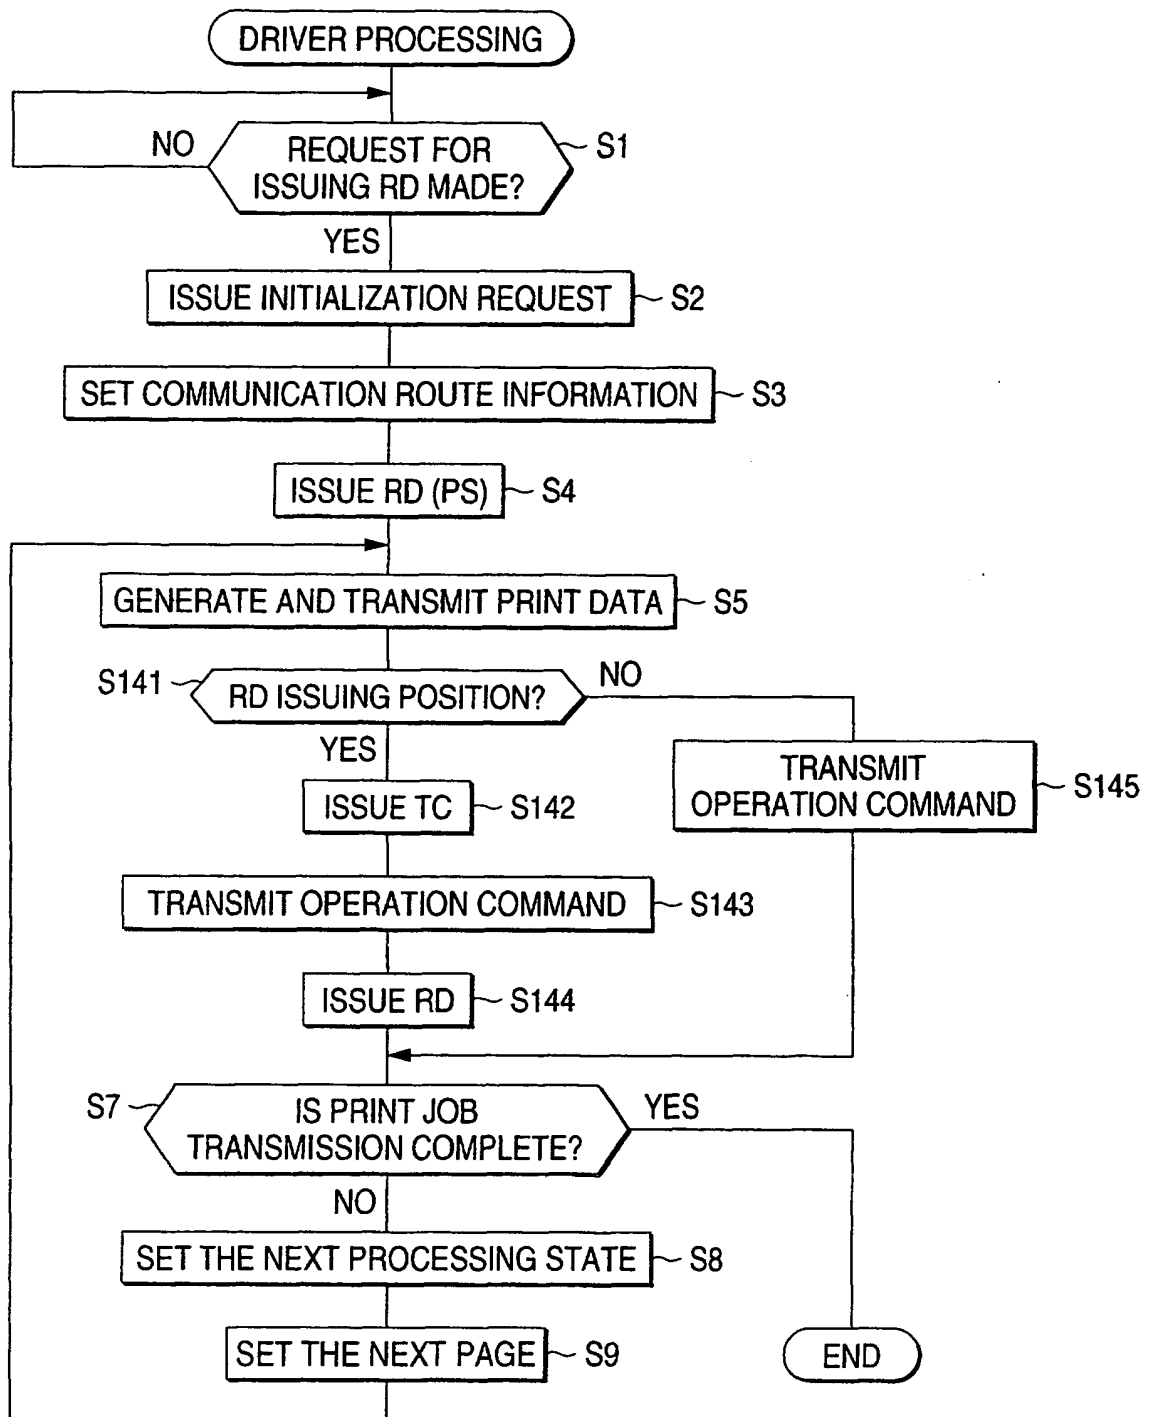 DRIVER PROCESSING
NO
REQUEST FOR
ISSUING RD MADE?
S1
YES
ISSUE INITIALIZATION REQUEST
S2
SET COMMUNICATION ROUTE INFORMATION
S3
ISSUE RD (PS)
S4
GENERATE AND TRANSMIT PRINT DATA
S5
S141
RD ISSUING POSITION?
NO
YES
TRANSMIT
OPERATION COMMAND
S145
ISSUE TC
S142
TRANSMIT OPERATION COMMAND
S143
ISSUE RD
S144
S7
IS PRINT JOB
TRANSMISSION COMPLETE?
YES
NO
SET THE NEXT PROCESSING STATE
S8
SET THE NEXT PAGE
S9
END